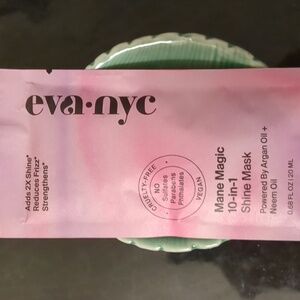 eva·nyc
Adds 2X Shine*
Reduces Frizz*
Strengthens*
CRUELTY-FREE
NO
Sulfates
Parabens
Phthalates
VEGAN
Mane Magic
10-in-1
Shine Mask
Powered By Argan Oil +
Neem Oil
0.68 FL OZ | 20 ML